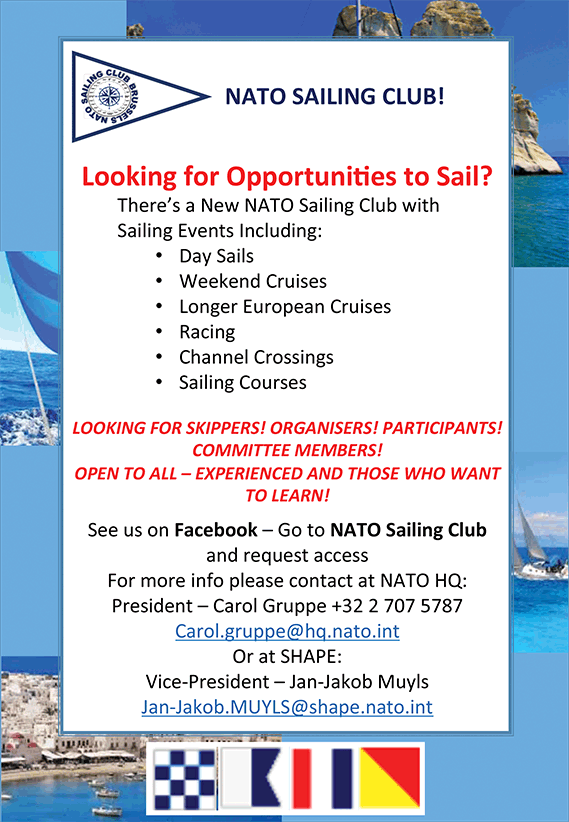 NATO SAILING CLUB BRUSSELS
NATO SAILING CLUB!
Looking for Opportunities to Sail?
There's a New NATO Sailing Club with
Sailing Events Including:
• Day Sails
• Weekend Cruises
• Longer European Cruises
• Racing
• Channel Crossings
• Sailing Courses
LOOKING FOR SKIPPERS! ORGANISERS! PARTICIPANTS!
COMMITTEE MEMBERS!
OPEN TO ALL – EXPERIENCED AND THOSE WHO WANT
TO LEARN!
See us on Facebook – Go to NATO Sailing Club
and request access
For more info please contact at NATO HQ:
President – Carol Gruppe +32 2 707 5787
Carol.gruppe@hq.nato.int
Or at SHAPE:
Vice-President – Jan-Jakob Muyls
Jan-Jakob.MUYLS@shape.nato.int